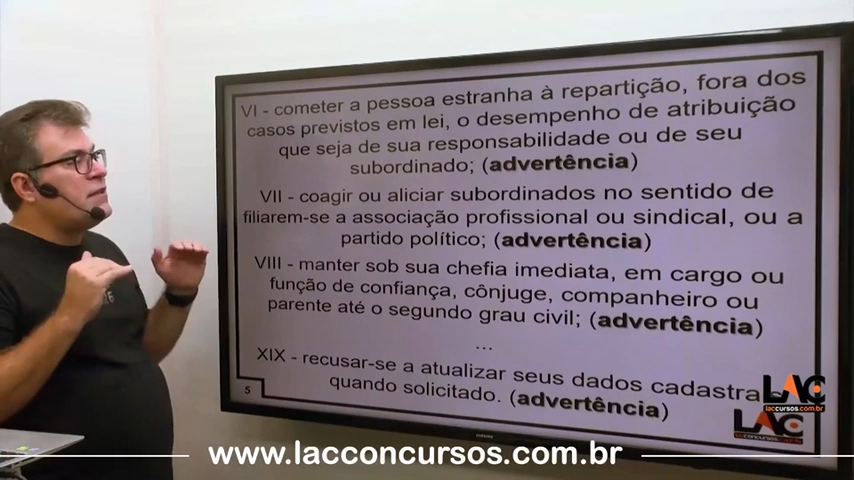 VI - cometer a pessoa estranha à repartição, fora dos
casos previstos em lei, o desempenho de atribuição
que seja de sua responsabilidade ou de seu
subordinado; (advertência)
VII - coagir ou aliciar subordinados no sentido de
filiarem-se a associação profissional ou sindical, ou a
partido político; (advertência)
VIII - manter sob sua chefia imediata, em cargo ou
função de confiança, cônjuge, companheiro ou
parente até o segundo grau civil; (advertência)
...
XIX - recusar-se a atualizar seus dados
quando solicitado. (advertência)
5
LAC
laccursos.com.br
LAC
www.lacconcursos.com.br